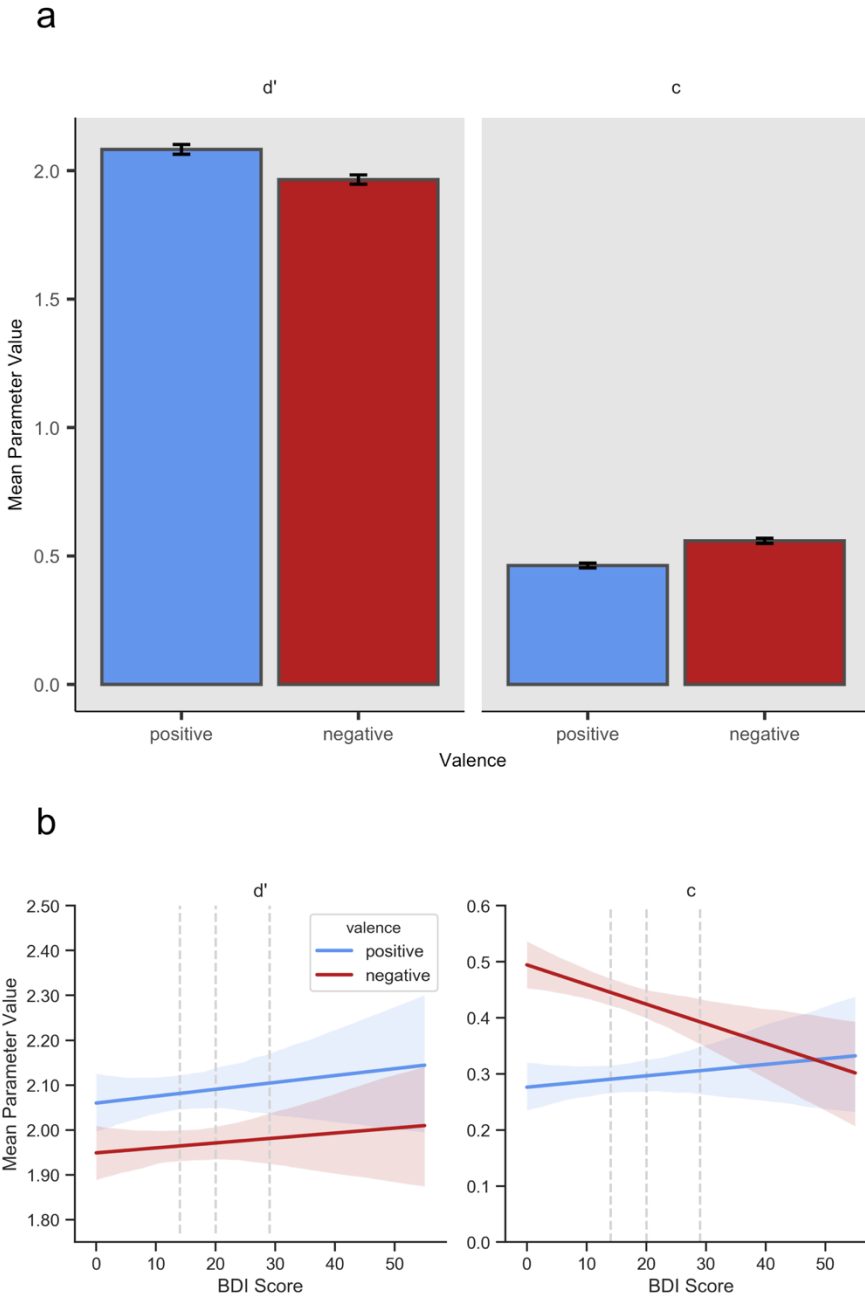 a
d'
c
Mean Parameter Value
2.0
1.5
1.0
0.5
0.0
positive
negative
positive
negative
Valence
b
d'
c
Mean Parameter Value
2.50
2.40
2.30
2.20
2.10
2.00
1.90
1.80
valence
positive
negative
0 10 20 30 40 50
BDI Score
0.6
0.5
0.4
0.3
0.2
0.1
0.0
0 10 20 30 40 50
BDI Score